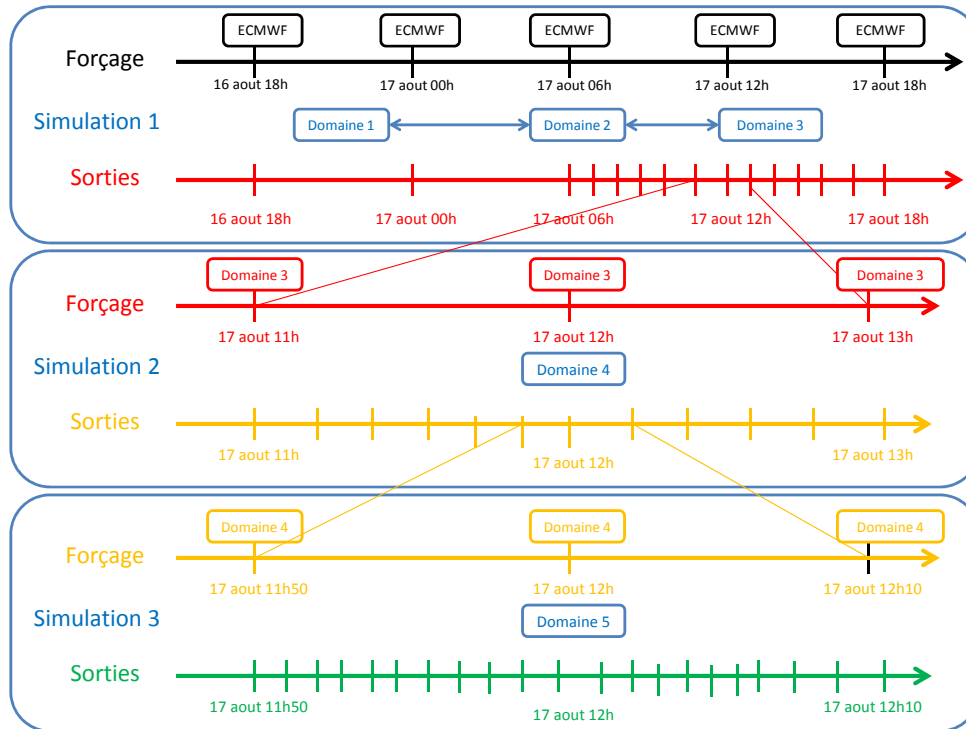 ECMWF ECMWF ECMWF ECMWF ECMWF
Forçage
16 aout 18h 17 aout 00h 17 aout 06h 17 aout 12h 17 aout 18h
Simulation 1 Domaine 1 Domaine 2 Domaine 3
Sorties
16 aout 18h 17 aout 00h 17 aout 06h 17 aout 12h 17 aout 18h
Domaine 3 Domaine 3 Domaine 3
Forçage
17 aout 11h 17 aout 12h 17 aout 13h
Simulation 2 Domaine 4
Sorties
17 aout 11h 17 aout 12h 17 aout 13h
Domaine 4 Domaine 4 Domaine 4
Forçage
17 aout 11h50 17 aout 12h 17 aout 12h10
Simulation 3 Domaine 5
Sorties
17 aout 11h50 17 aout 12h 17 aout 12h10